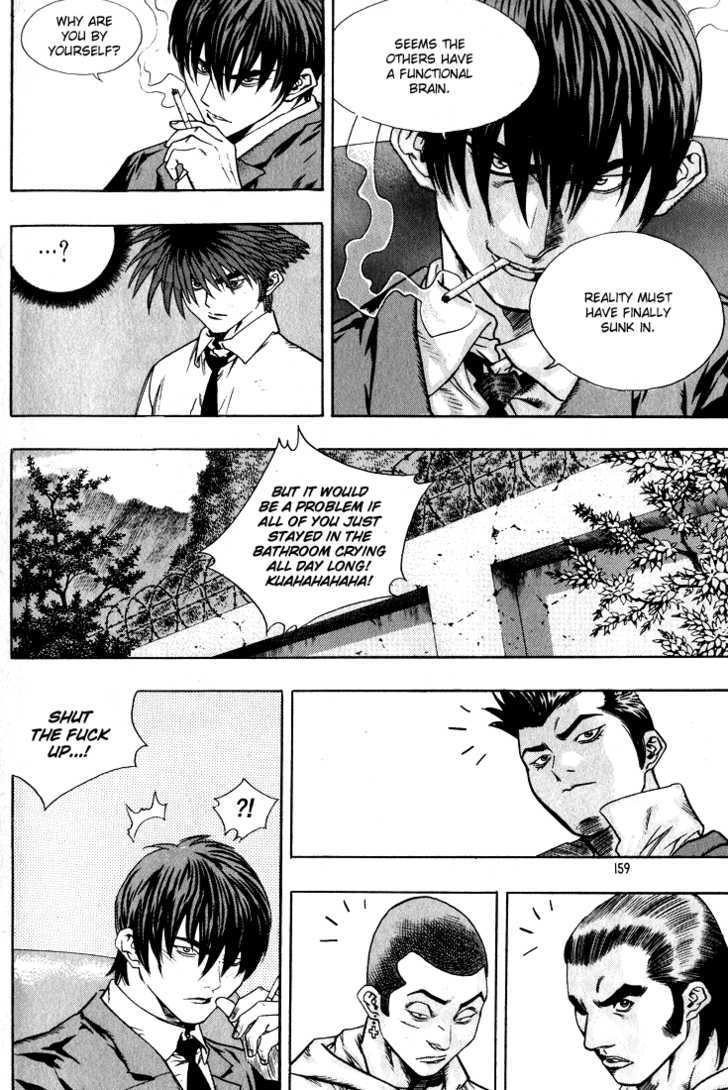 WHY ARE
YOU BY
YOURSELF?
SEEMS THE
OTHERS HAVE
A FUNCTIONAL
BRAIN.
REALITY MUST
HAVE FINALLY
SUNK IN.
...?
BUT IT WOULD
BE A PROBLEM IF
ALL OF YOU JUST
STAYED IN THE
BATHROOM CRYING
ALL DAY LONG!
KUAHAHAHAHA!
SHUT
THE FUCK
UP...!
?!
159